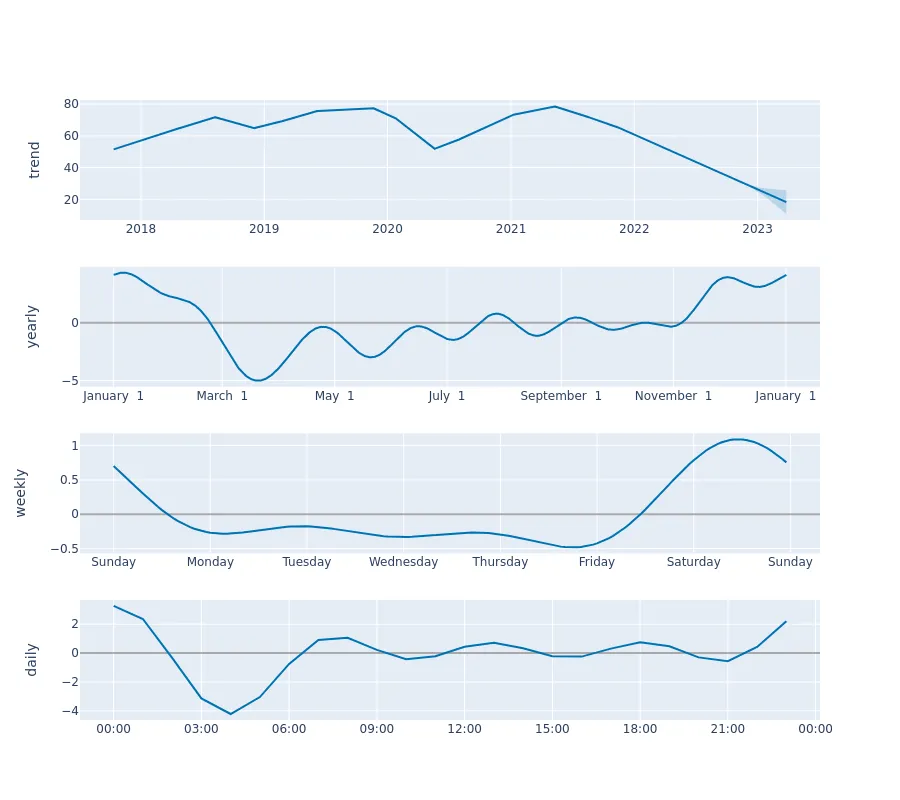 trend
80
60
40
20
2018 2019 2020 2021 2022 2023
yearly
0
−5
January 1 March 1 May 1 July 1 September 1 November 1 January 1
weekly
1
0.5
0
−0.5
Sunday Monday Tuesday Wednesday Thursday Friday Saturday Sunday
daily
2
0
−2
−4
00:00 03:00 06:00 09:00 12:00 15:00 18:00 21:00 00:00